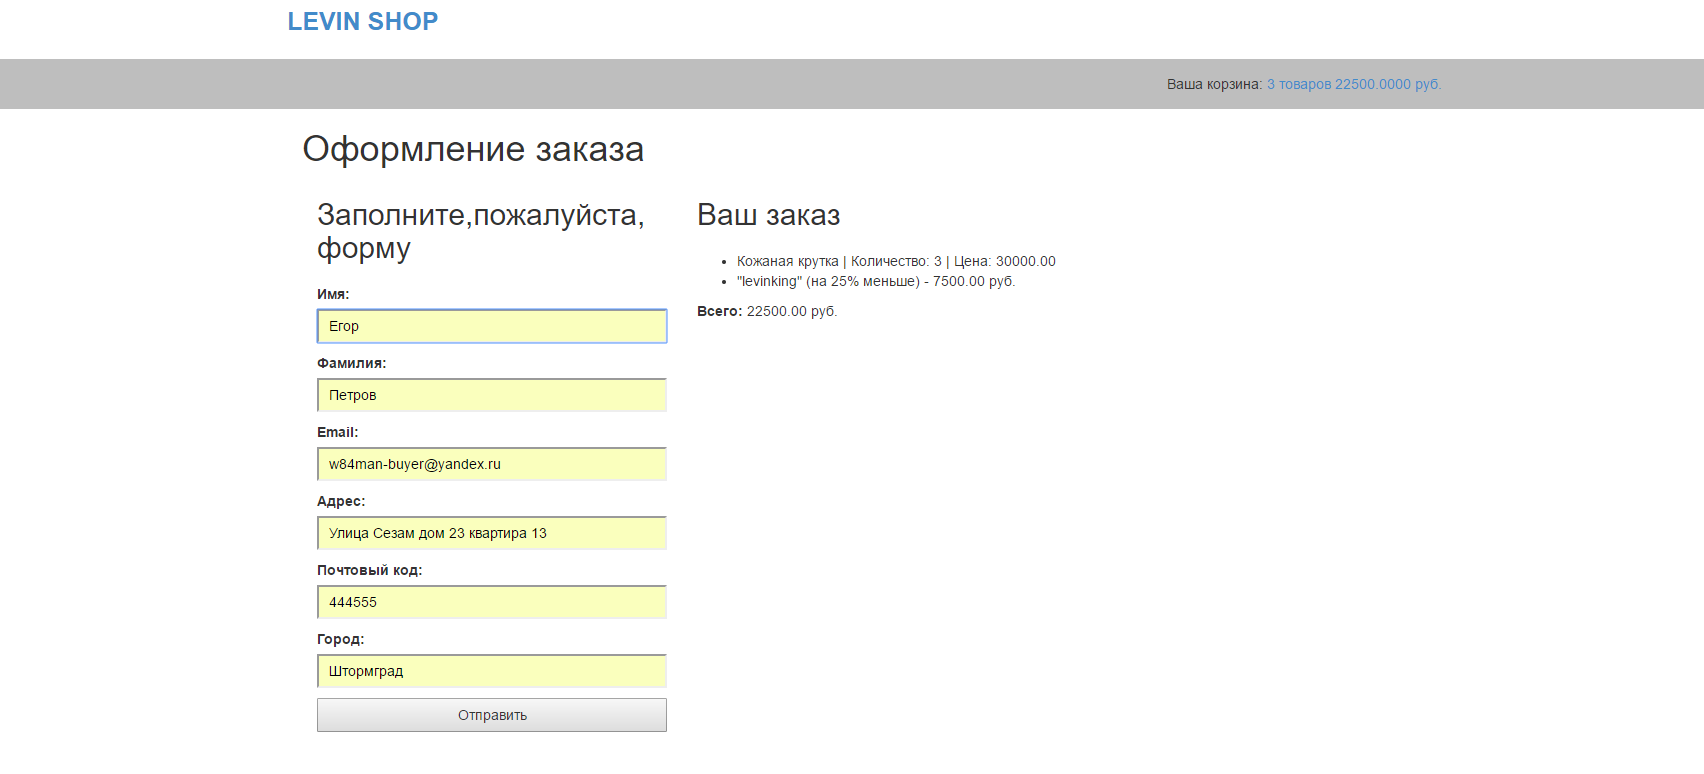 LEVIN SHOP
Ваша корзина: 3 товаров 22500.0000 руб.
Оформление заказа
Заполните,пожалуйста,
форму
Имя:
Егор
Фамилия:
Петров
Email:
w84man-buyer@yandex.ru
Адрес:
Улица Сезам дом 23 квартира 13
Почтовый код:
444555
Город:
Штормград
Отправить
Ваш заказ
Кожаная крутка | Количество: 3 | Цена: 30000.00
"levinking" (на 25% меньше) - 7500.00 руб.
Всего: 22500.00 руб.